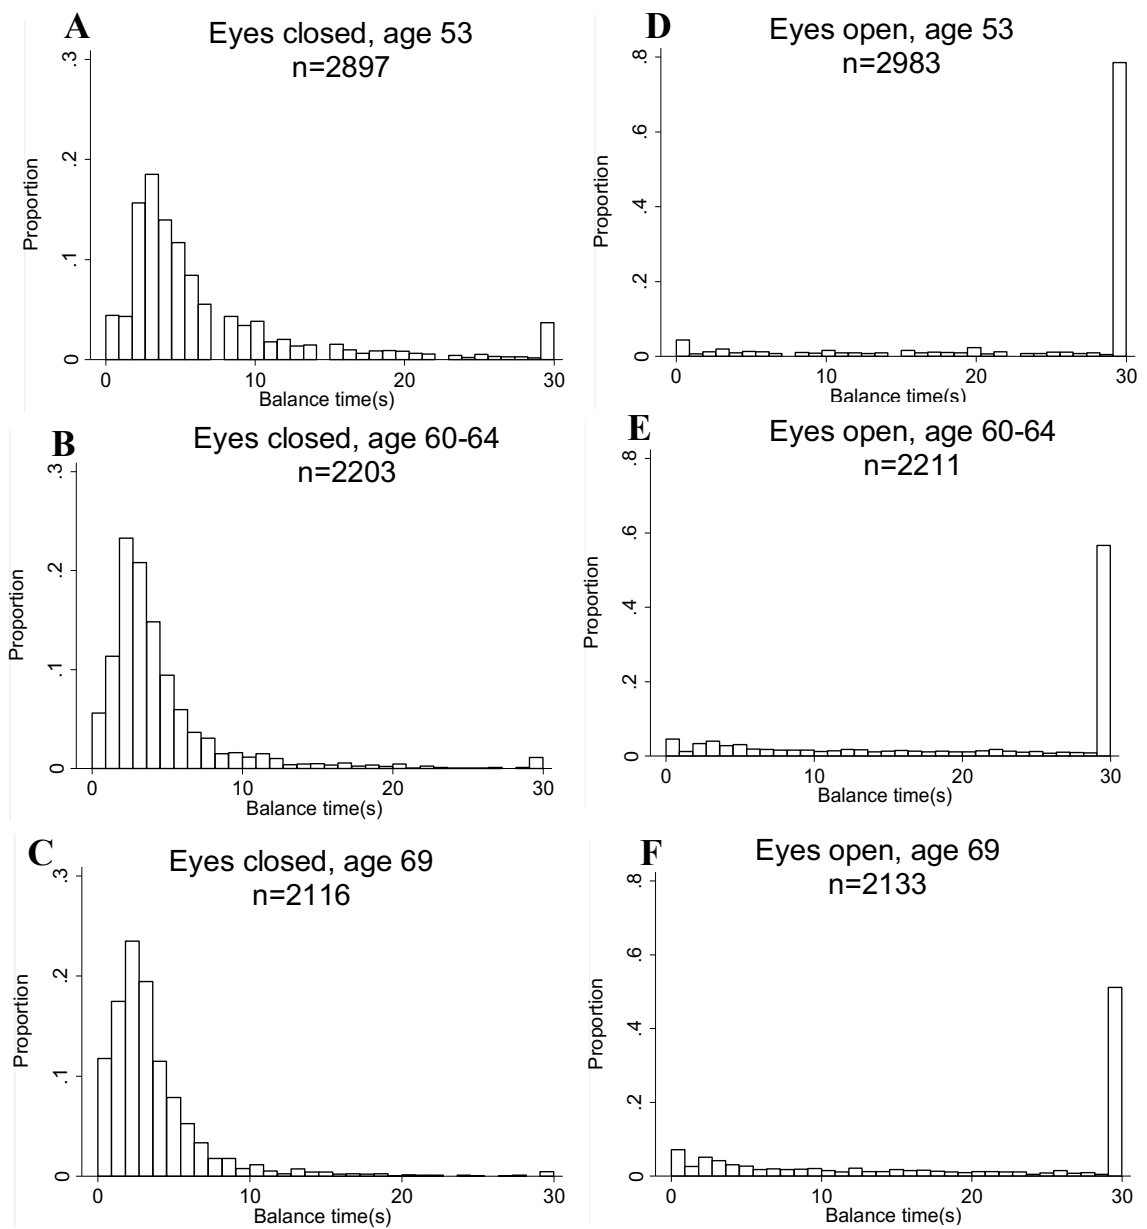 A
Eyes closed, age 53
n=2897
Proportion
0 .1 .2 .3
0 10 20 30
Balance time(s)
D
Eyes open, age 53
n=2983
Proportion
0 .2 .4 .6 .8
0 10 20 30
Balance time(s)
B
Eyes closed, age 60-64
n=2203
Proportion
0 .1 .2 .3
0 10 20 30
Balance time(s)
E
Eyes open, age 60-64
n=2211
Proportion
0 .2 .4 .6 .8
0 10 20 30
Balance time(s)
C
Eyes closed, age 69
n=2116
Proportion
0 .1 .2 .3
0 10 20 30
Balance time(s)
F
Eyes open, age 69
n=2133
Proportion
0 .2 .4 .6 .8
0 10 20 30
Balance time(s)